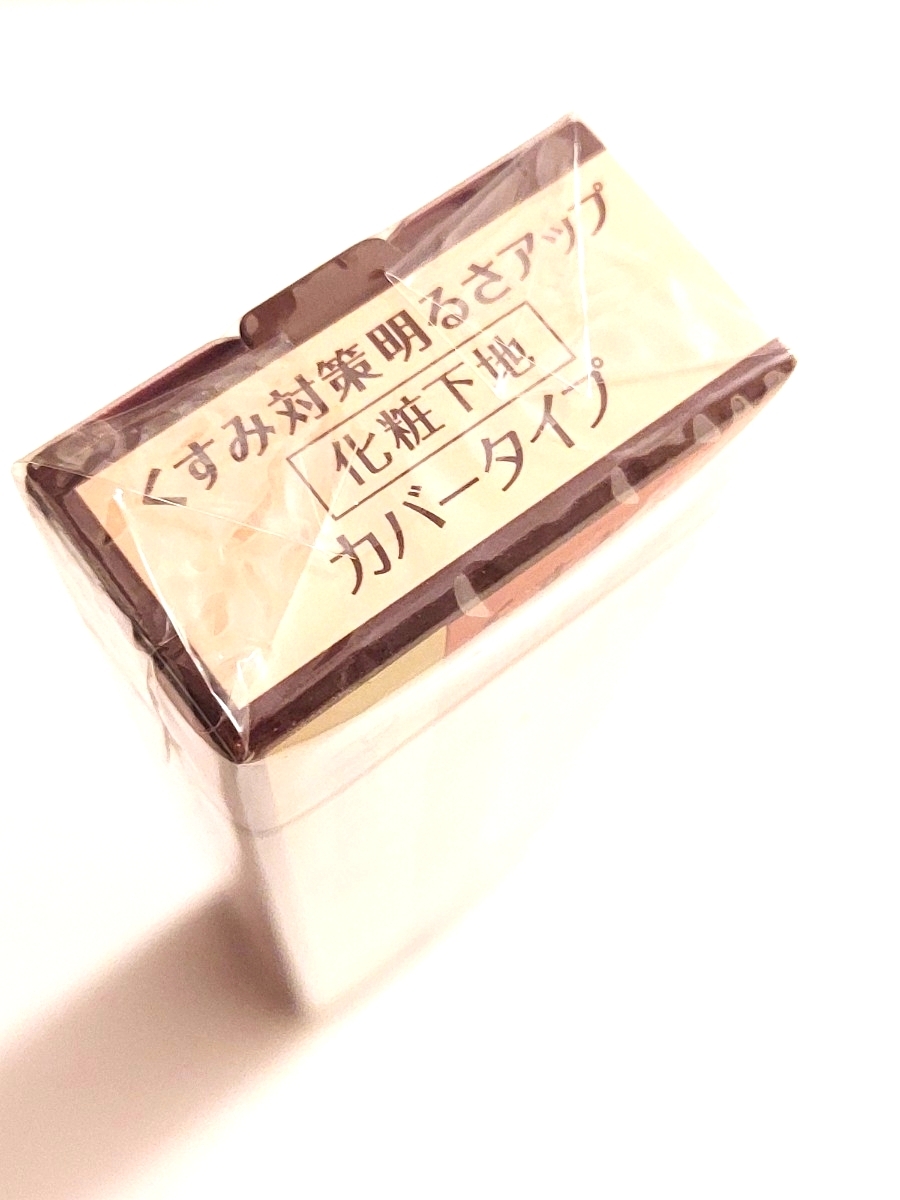 くすみ対策明るさアップ
化粧下地
カバータイプ